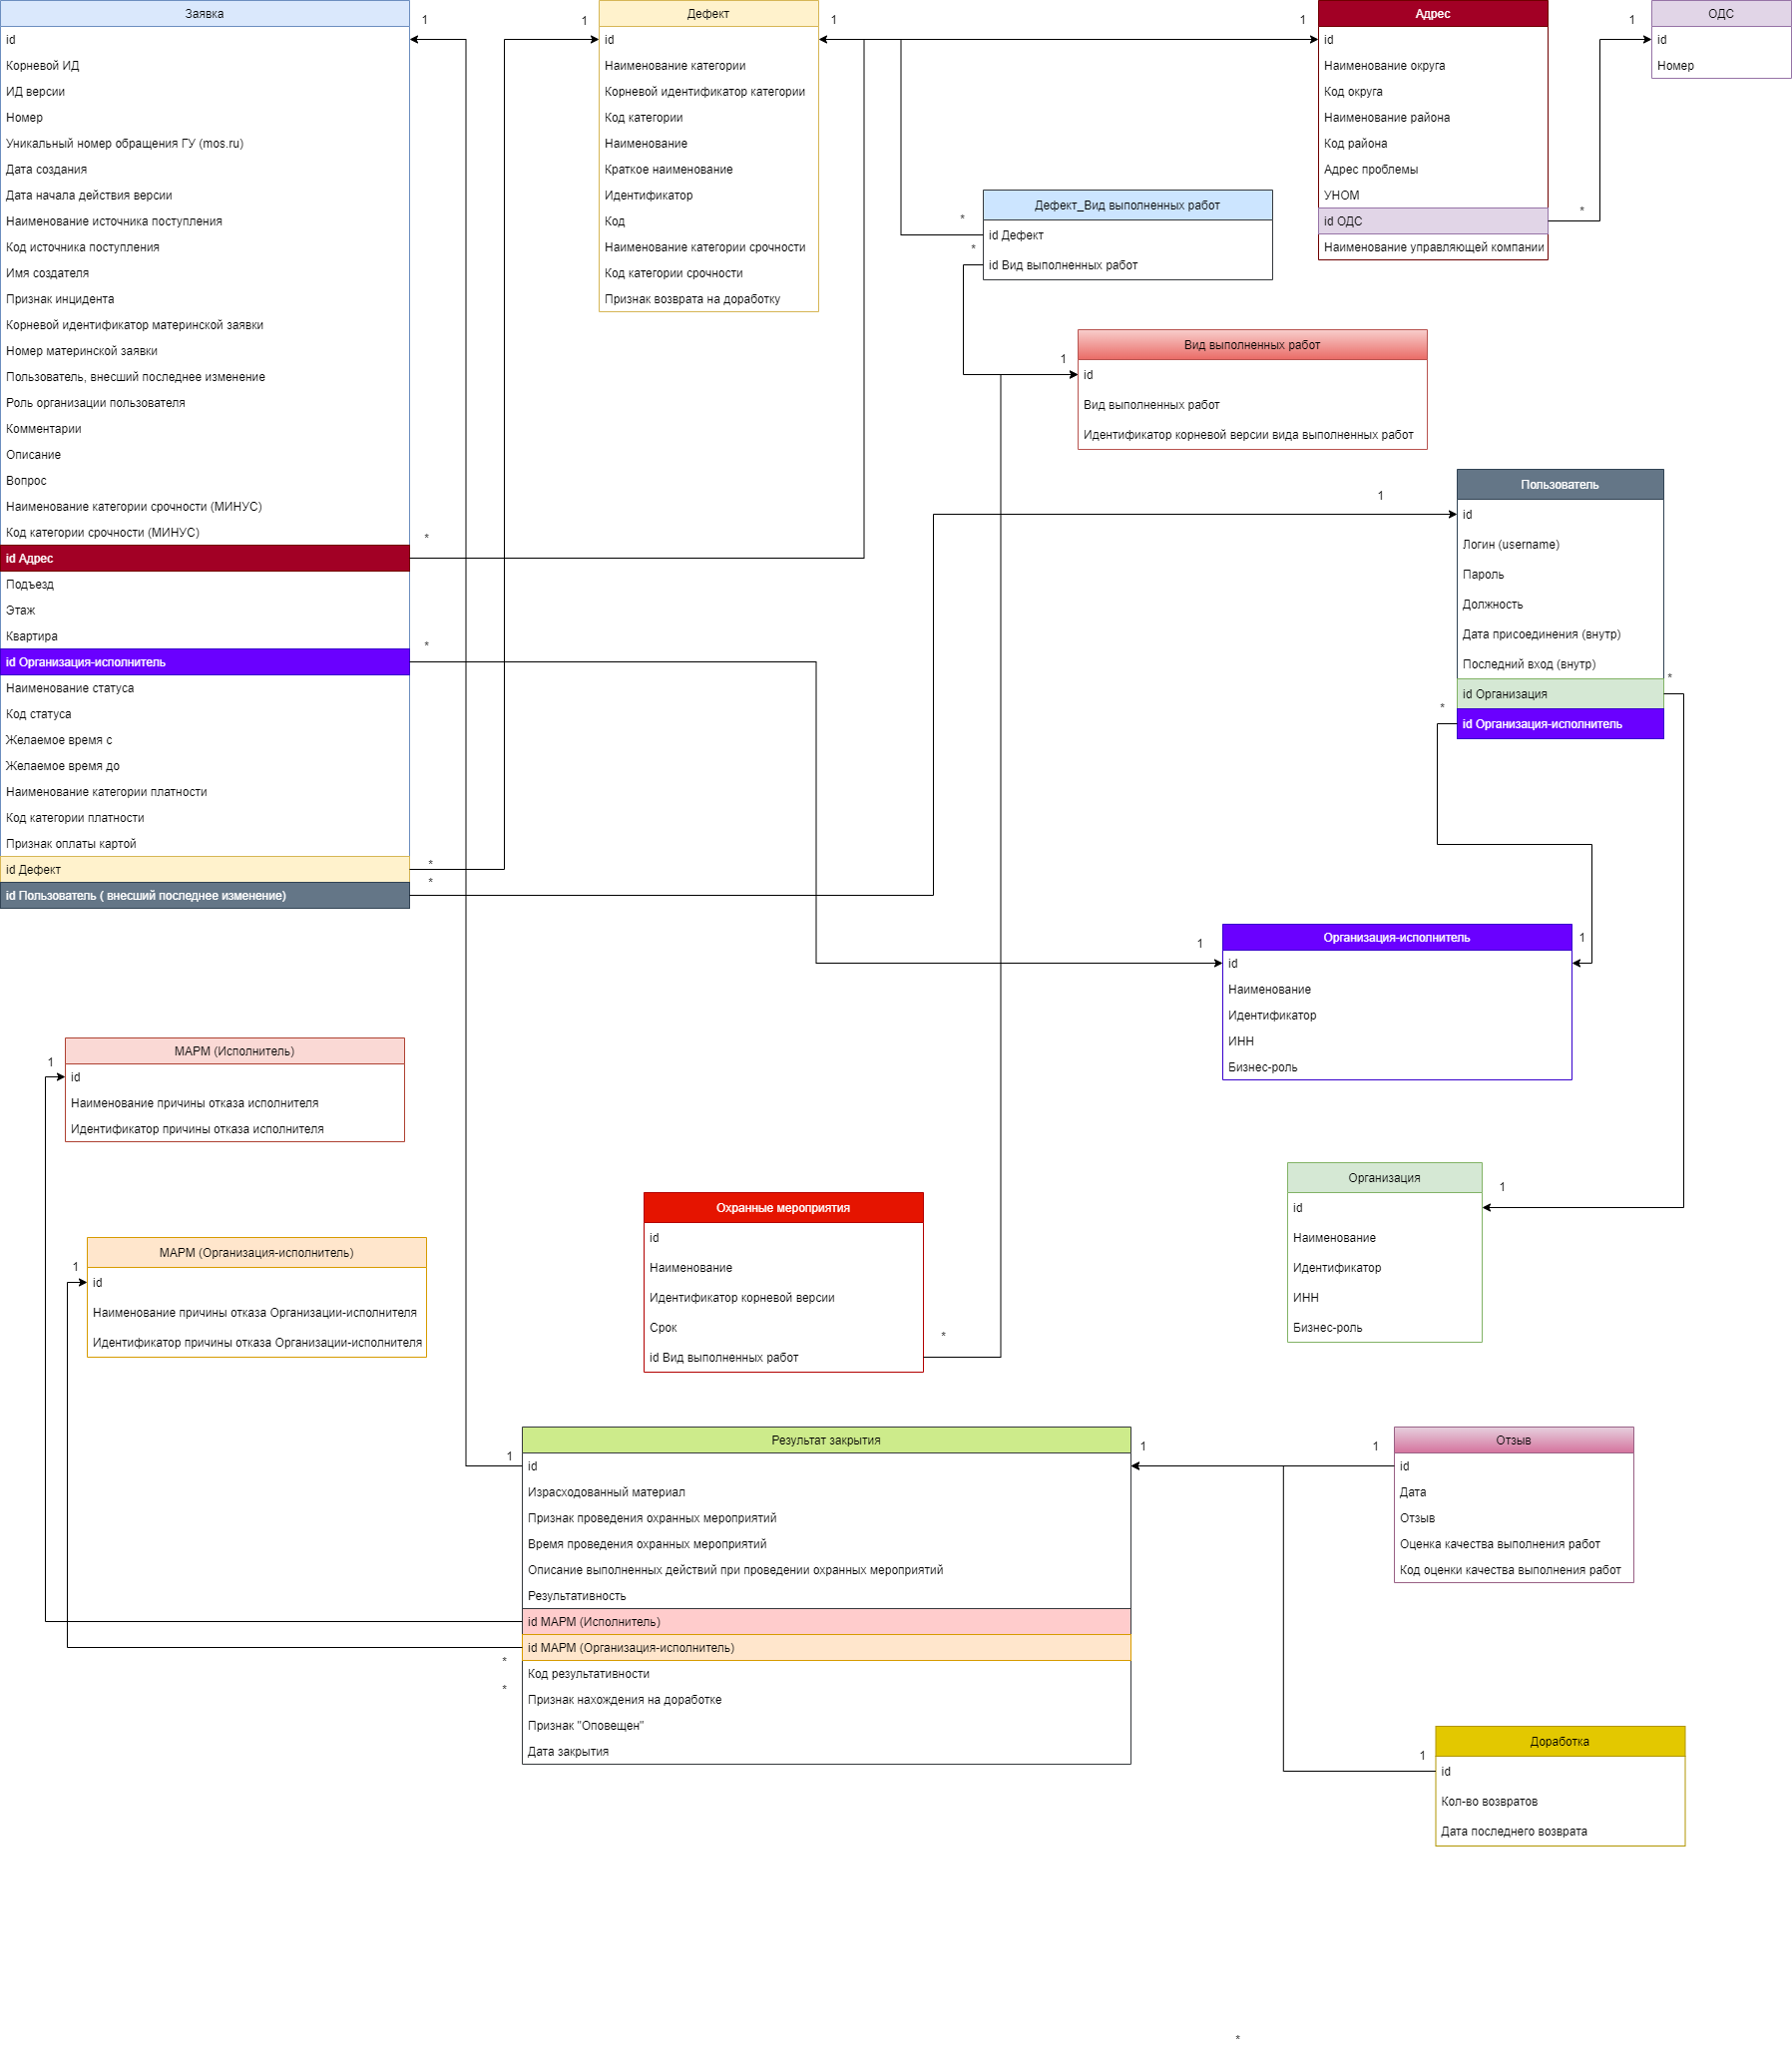 Заявка
1
id
Корневой ИД
ИД версии
Номер
Уникальный номер обращения ГУ (mos.ru)
Дата создания
Дата начала действия версии
Наименование источника поступления
Код источника поступления
Имя создателя
Признак инцидента
Корневой идентификатор материнской заявки
Номер материнской заявки
Пользователь, внесший последнее изменение
Роль организации пользователя
Комментарии
Описание
Вопрос
Наименование категории срочности (МИНУС)
Код категории срочности (МИНУС)
*
id Адрес
Подъезд
Этаж
Квартира
*
id Организация-исполнитель
Наименование статуса
Код статуса
Желаемое время с
Желаемое время до
Наименование категории платности
Код категории платности
Признак оплаты картой
*
id Дефект
*
id Пользователь ( внесший последнее изменение)
1
Дефект
1
id
Наименование категории
Корневой идентификатор категории
Код категории
Наименование
Краткое наименование
Идентификатор
Код
Наименование категории срочности
Код категории срочности
Признак возврата на доработку
1
Адрес
id
Наименование округа
Код округа
Наименование района
Код района
Адрес проблемы
УНОМ
id ОДС
*
Наименование управляющей компании
1
ОДС
id
Номер
Дефект_Вид выполненных работ
*
id Дефект
*
id Вид выполненных работ
Вид выполненных работ
1
id
Вид выполненных работ
Идентификатор корневой версии вида выполненных работ
Пользователь
1
id
Логин (username)
Пароль
Должность
Дата присоединения (внутр)
Последний вход (внутр)
*
id Организация
*
id Организация-исполнитель
Организация-исполнитель
1
1
id
Наименование
Идентификатор
ИНН
Бизнес-роль
МАРМ (Исполнитель)
1
id
Наименование причины отказа исполнителя
Идентификатор причины отказа исполнителя
Организация
1
id
Наименование
Идентификатор
ИНН
Бизнес-роль
Охранные мероприятия
id
Наименование
Идентификатор корневой версии
Срок
*
id Вид выполненных работ
МАРМ (Организация-исполнитель)
1
id
Наименование причины отказа Организации-исполнителя
Идентификатор причины отказа Организации-исполнителя
Результат закрытия
1
1
id
Израсходованный материал
Признак проведения охранных мероприятий
Время проведения охранных мероприятий
Описание выполненных действий при проведении охранных мероприятий
Результативность
id МАРМ (Исполнитель)
id МАРМ (Организация-исполнитель)
*
Код результативности
*
Признак нахождения на доработке
Признак "Оповещен"
Дата закрытия
Отзыв
1
id
Дата
Отзыв
Оценка качества выполнения работ
Код оценки качества выполнения работ
Доработка
1
id
Кол-во возвратов
Дата последнего возврата
*